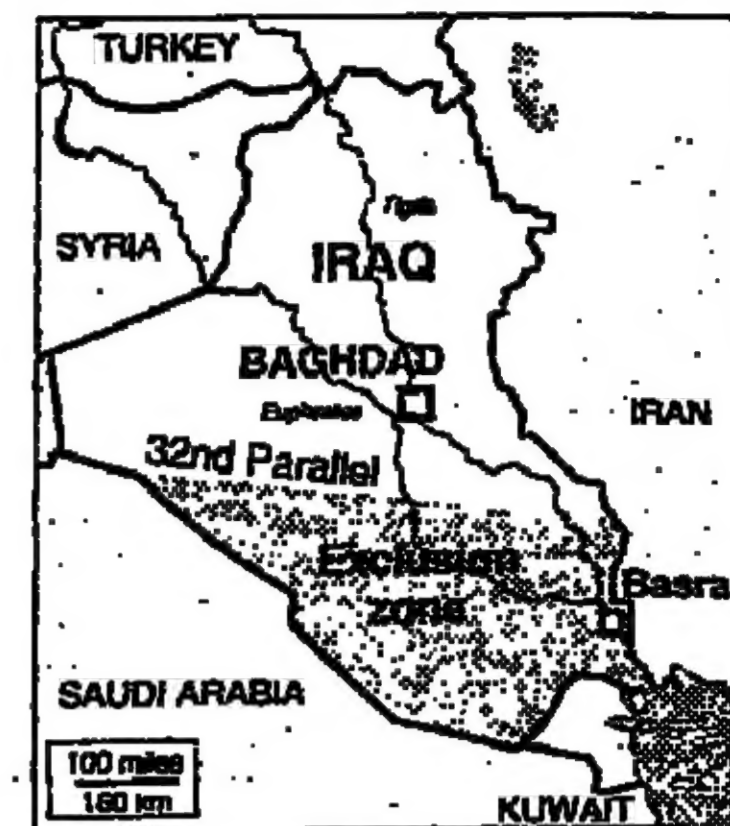 TURKEY
Tigris
SYRIA
IRAQ
BAGHDAD
Euphrates
IRAN
32nd Parallel
Exclusion
zone
Basra
SAUDI ARABIA
100 miles
160 km
KUWAIT